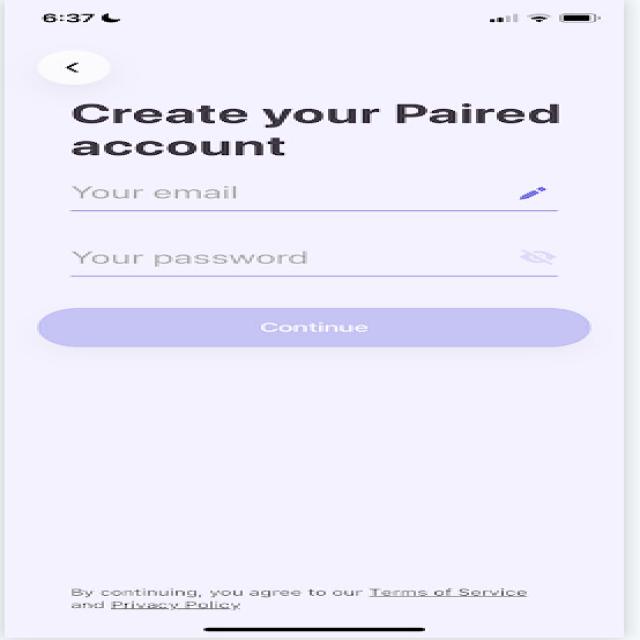 6:37
Create your Paired
account
Your email
Your password
Continue
By continuing, you agree to our Terms of Service
and Privacy Policy